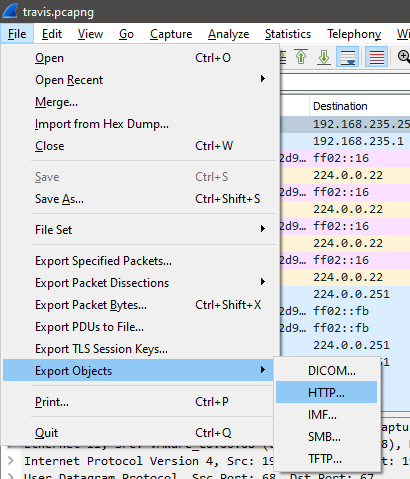 travis.pcapng
File Edit View Go Capture Analyze Statistics Telephony
Open Ctrl+O
Open Recent
Merge...
Import from Hex Dump...
Close Ctrl+W
Save Ctrl+S
Save As... Ctrl+Shift+S
File Set
Export Specified Packets...
Export Packet Dissections
Export Packet Bytes... Ctrl+Shift+X
Export PDUs to File...
Export TLS Session Keys...
Export Objects
Print... Ctrl+P
Quit Ctrl+Q
DICOM...
HTTP...
IMF...
SMB...
TFTP...
Destination
192.168.235.25
192.168.235.1
2d9... ff02::16
224.0.0.22
2d9... ff02::16
224.0.0.22
2d9... ff02::16
224.0.0.22
2d9... ff02::16
224.0.0.22
224.0.0.251
2d9... ff02::fb
2d9... ff02::fb
224.0.0.251
Internet Protocol Version 4, Src: 19
User Datagram Protocol, Src Port: 68, Dst Port: 67